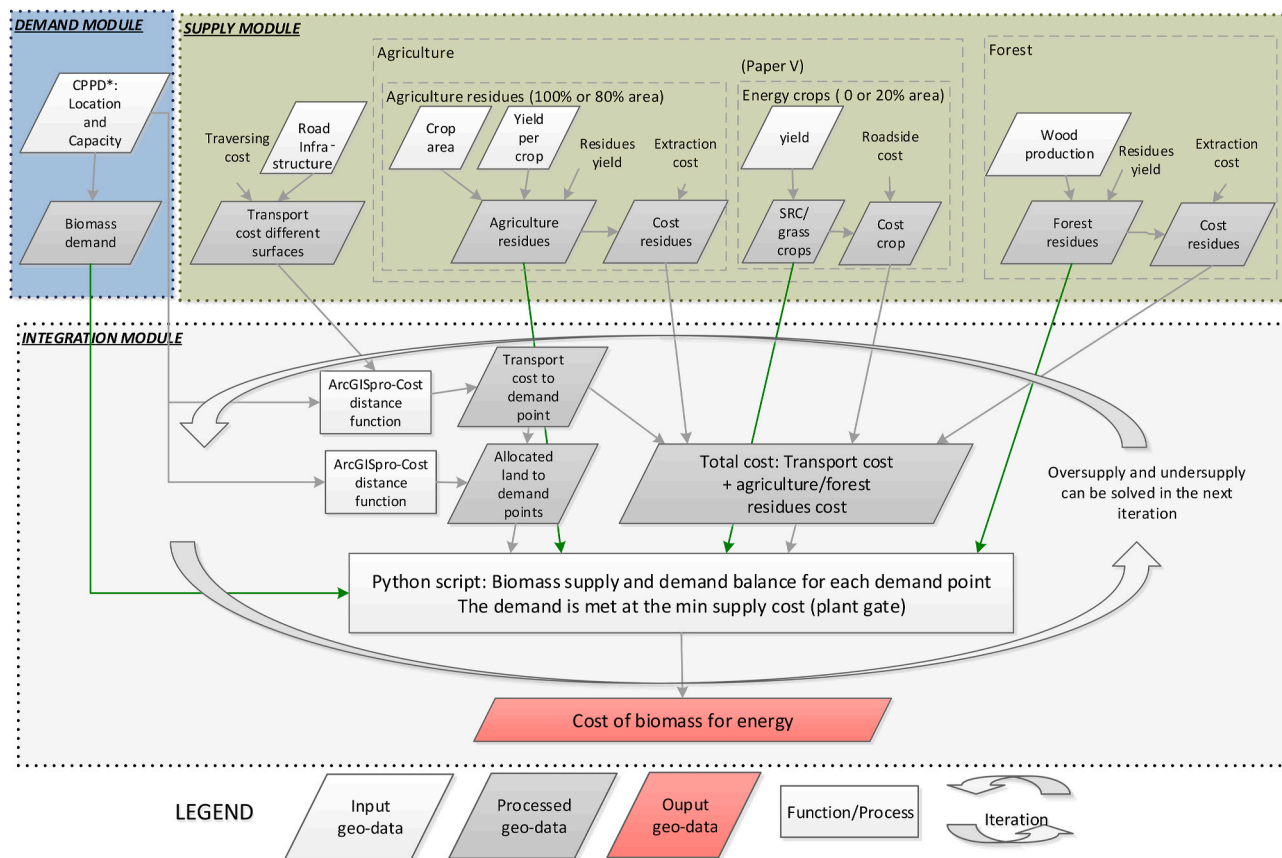 DEMAND MODULE
CPPD*:
Location
and
Capacity
Biomass
demand
SUPPLY MODULE
Traversing
cost
Road
Infra-
structure
Transport
cost different
surfaces
Agriculture
Agriculture residues (100% or 80% area)
Crop
area
Yield
per
crop
Residues
yield
Extraction
cost
Agriculture
residues
Cost
residues
(Paper V)
Energy crops ( 0 or 20% area)
yield
Roadside
cost
SRC/
grass
crops
Cost
crop
Forest
Wood
production
Residues
yield
Extraction
cost
Forest
residues
Cost
residues
INTEGRATION MODULE
ArcGISpro-Cost
distance
function
Transport
cost to
demand
point
ArcGISpro-Cost
distance
function
Allocated
land to
demand
points
Total cost: Transport cost
+ agriculture/forest
residues cost
Oversupply and undersupply
can be solved in the next
iteration
Python script: Biomass supply and demand balance for each demand point
The demand is met at the min supply cost (plant gate)
Cost of biomass for energy
LEGEND
Input
geo-data
Processed
geo-data
Ouput
geo-data
Function/Process
Iteration